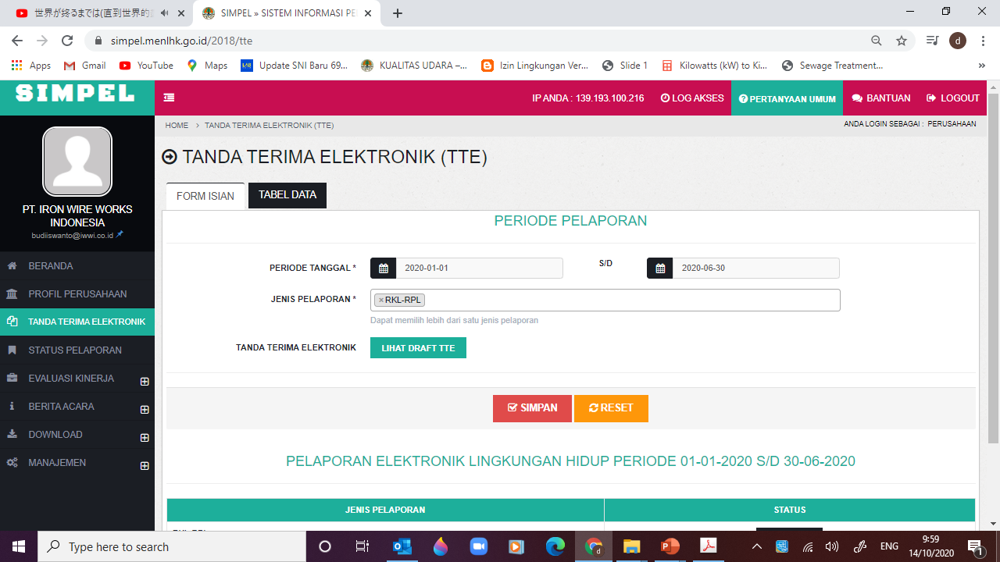 世界が终るまでは(直到世界的
SIMPEL » SISTEM INFORMASI PE
simpel.menlhk.go.id/2018/tte
d
Apps
Gmail
YouTube
Maps
Update SNI Baru 69...
KUALITAS UDARA –...
Izin Lingkungan Ver...
Slide 1
Kilowatts (kW) to Ki...
Sewage Treatment...
SIMPEL
IP ANDA : 139.193.100.216
LOG AKSES
PERTANYAAN UMUM
BANTUAN
LOGOUT
HOME > TANDA TERIMA ELEKTRONIK (TTE)
ANDA LOGIN SEBAGAI : PERUSAHAAN
PT. IRON WIRE WORKS
INDONESIA
budiiswanto@iwwi.co.id
BERANDA
PROFIL PERUSAHAAN
TANDA TERIMA ELEKTRONIK
STATUS PELAPORAN
EVALUASI KINERJA
BERITA ACARA
DOWNLOAD
MANAJEMEN
TANDA TERIMA ELEKTRONIK (TTE)
FORM ISIAN
TABEL DATA
PERIODE PELAPORAN
PERIODE TANGGAL * 2020-01-01 S/D 2020-06-30
JENIS PELAPORAN * ×RKL-RPL
Dapat memilih lebih dari satu jenis pelaporan
TANDA TERIMA ELEKTRONIK LIHAT DRAFT TTE
SIMPAN
RESET
PELAPORAN ELEKTRONIK LINGKUNGAN HIDUP PERIODE 01-01-2020 S/D 30-06-2020
JENIS PELAPORAN
STATUS
Type here to search
ENG
9:59
14/10/2020
1